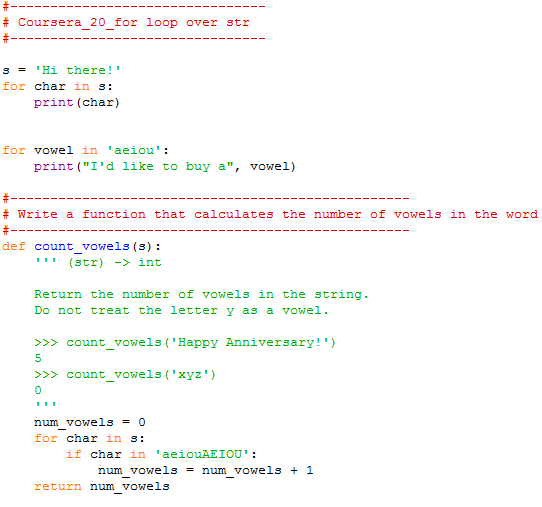 #--------------------------------
# Coursera_20_for loop over str
#--------------------------------

s = 'Hi there!'
for char in s:
    print(char)


for vowel in 'aeiou':
    print("I'd like to buy a", vowel)

#--------------------------------------------------
# Write a function that calculates the number of vowels in the word
#--------------------------------------------------
def count_vowels(s):
    ''' (str) -> int

    Return the number of vowels in the string.
    Do not treat the letter y as a vowel.

    >>> count_vowels('Happy Anniversary!')
    5
    >>> count_vowels('xyz')
    0
    '''
    num_vowels = 0
    for char in s:
        if char in 'aeiouAEIOU':
            num_vowels = num_vowels + 1
    return num_vowels